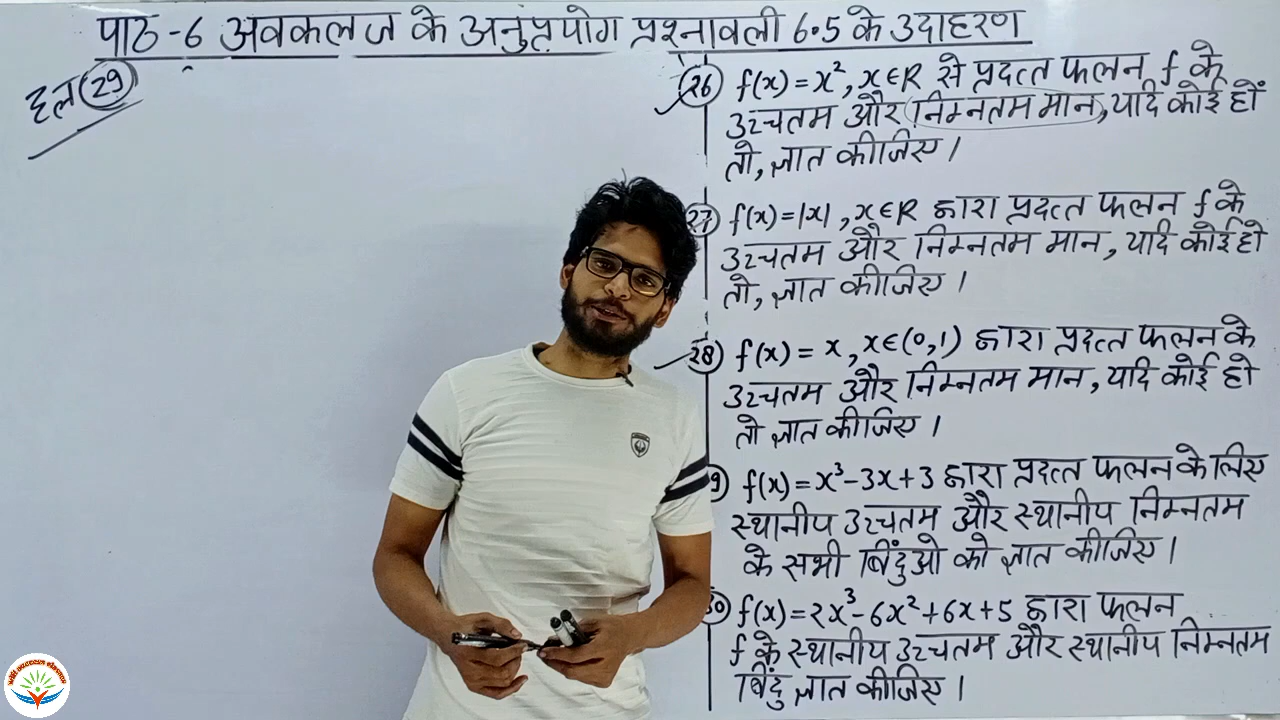 पाठ -6 अवकलज के अनुप्रयोग प्रश्नावली 6.5 के उदाहरण
हल (29)
(26) f(x) = x², x∈R से प्रदत्त फलन f के
उच्चतम और निम्नतम मान, यदि कोई हों
तो, ज्ञात कीजिए।
(27) f(x) = |x|, x∈R द्वारा प्रदत्त फलन f के
उच्चतम और निम्नतम मान, यदि कोई हो
तो, ज्ञात कीजिए।
(28) f(x) = x, x∈(0,1) द्वारा प्रदत्त फलन के
उच्चतम और निम्नतम मान, यदि कोई हो
तो ज्ञात कीजिए।
9) f(x) = x³-3x+3 द्वारा प्रदत्त फलन के लिए
स्थानीय उच्चतम और स्थानीय निम्नतम
के सभी बिंदुओ को ज्ञात कीजिए।
30) f(x) = 2x³-6x²+6x+5 द्वारा फलन
f के स्थानीय उच्चतम और स्थानीय निम्नतम
बिंदु ज्ञात कीजिए।